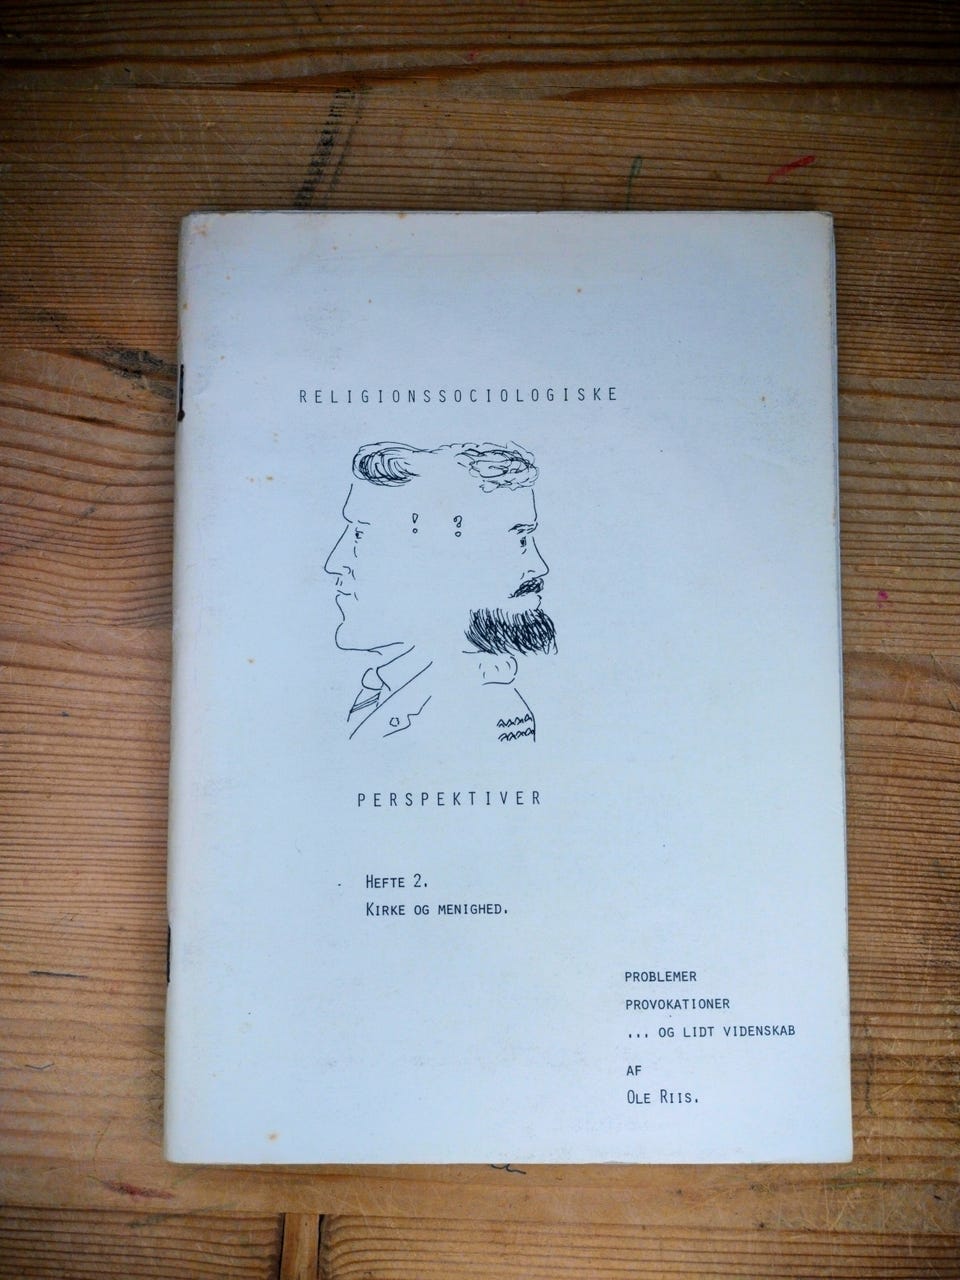 RELIGIONSSOCIOLOGISKE
! ?
PERSPEKTIVER
HEFTE 2.
KIRKE OG MENIGHED.
PROBLEMER
PROVOKATIONER
... OG LIDT VIDENSKAB
AF
OLE RIIS.